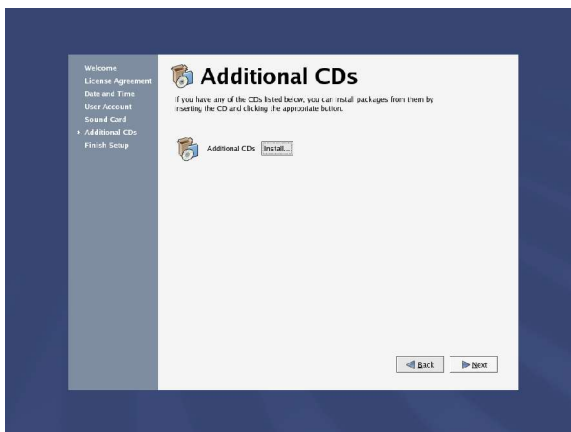 Welcome
License Agreement
Date and Time
User Account
Sound Card
Additional CDs
Finish Setup
Additional CDs
If you have any of the CDs listed below, you can install packages from them by
inserting the CD and clicking the appropriate button.
Additional CDs Install...
Back Next